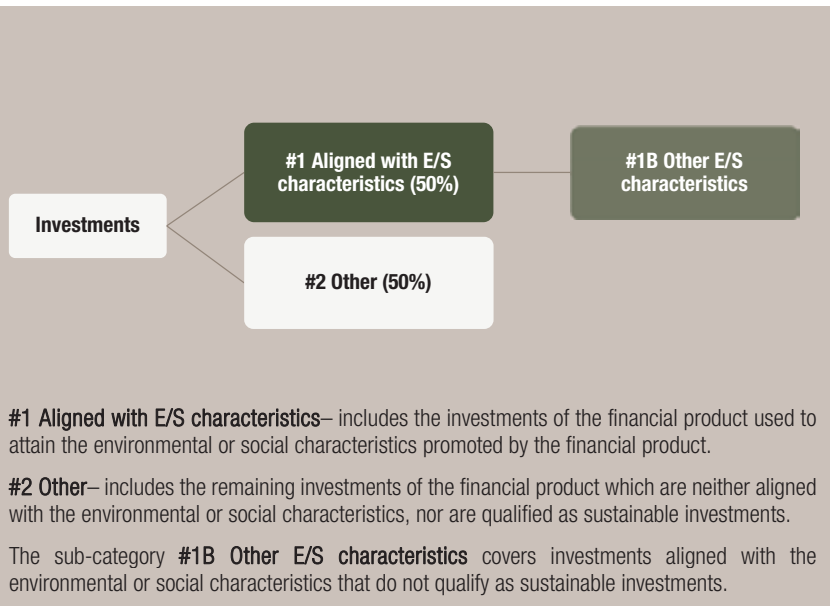 #1 Aligned with E/S
characteristics (50%)
#1B Other E/S
characteristics
Investments
#2 Other (50%)
#1 Aligned with E/S characteristics– includes the investments of the financial product used to
attain the environmental or social characteristics promoted by the financial product.
#2 Other– includes the remaining investments of the financial product which are neither aligned
with the environmental or social characteristics, nor are qualified as sustainable investments.
The sub-category #1B Other E/S characteristics covers investments aligned with the
environmental or social characteristics that do not qualify as sustainable investments.